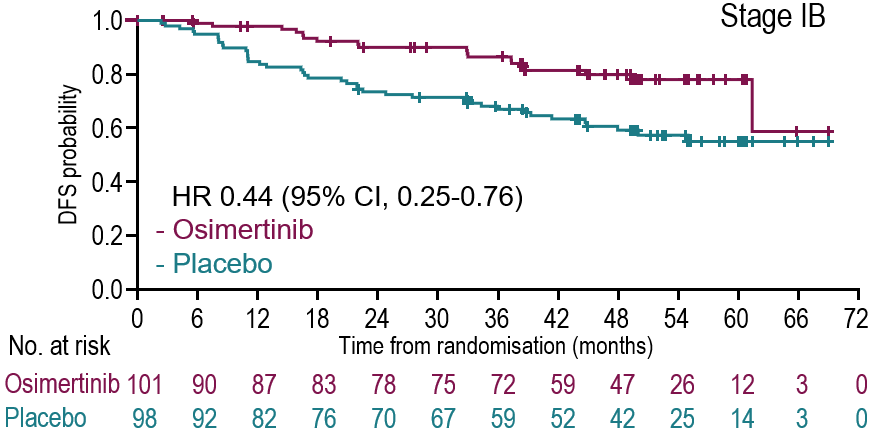 Stage IB
1.0
0.8
0.6
0.4
0.2
0.0
DFS probability
HR 0.44 (95% CI, 0.25-0.76)
- Osimertinib
- Placebo
0 6 12 18 24 30 36 42 48 54 60 66 72
Time from randomisation (months)
No. at risk
Osimertinib 101 90 87 83 78 75 72 59 47 26 12 3 0
Placebo 98 92 82 76 70 67 59 52 42 25 14 3 0